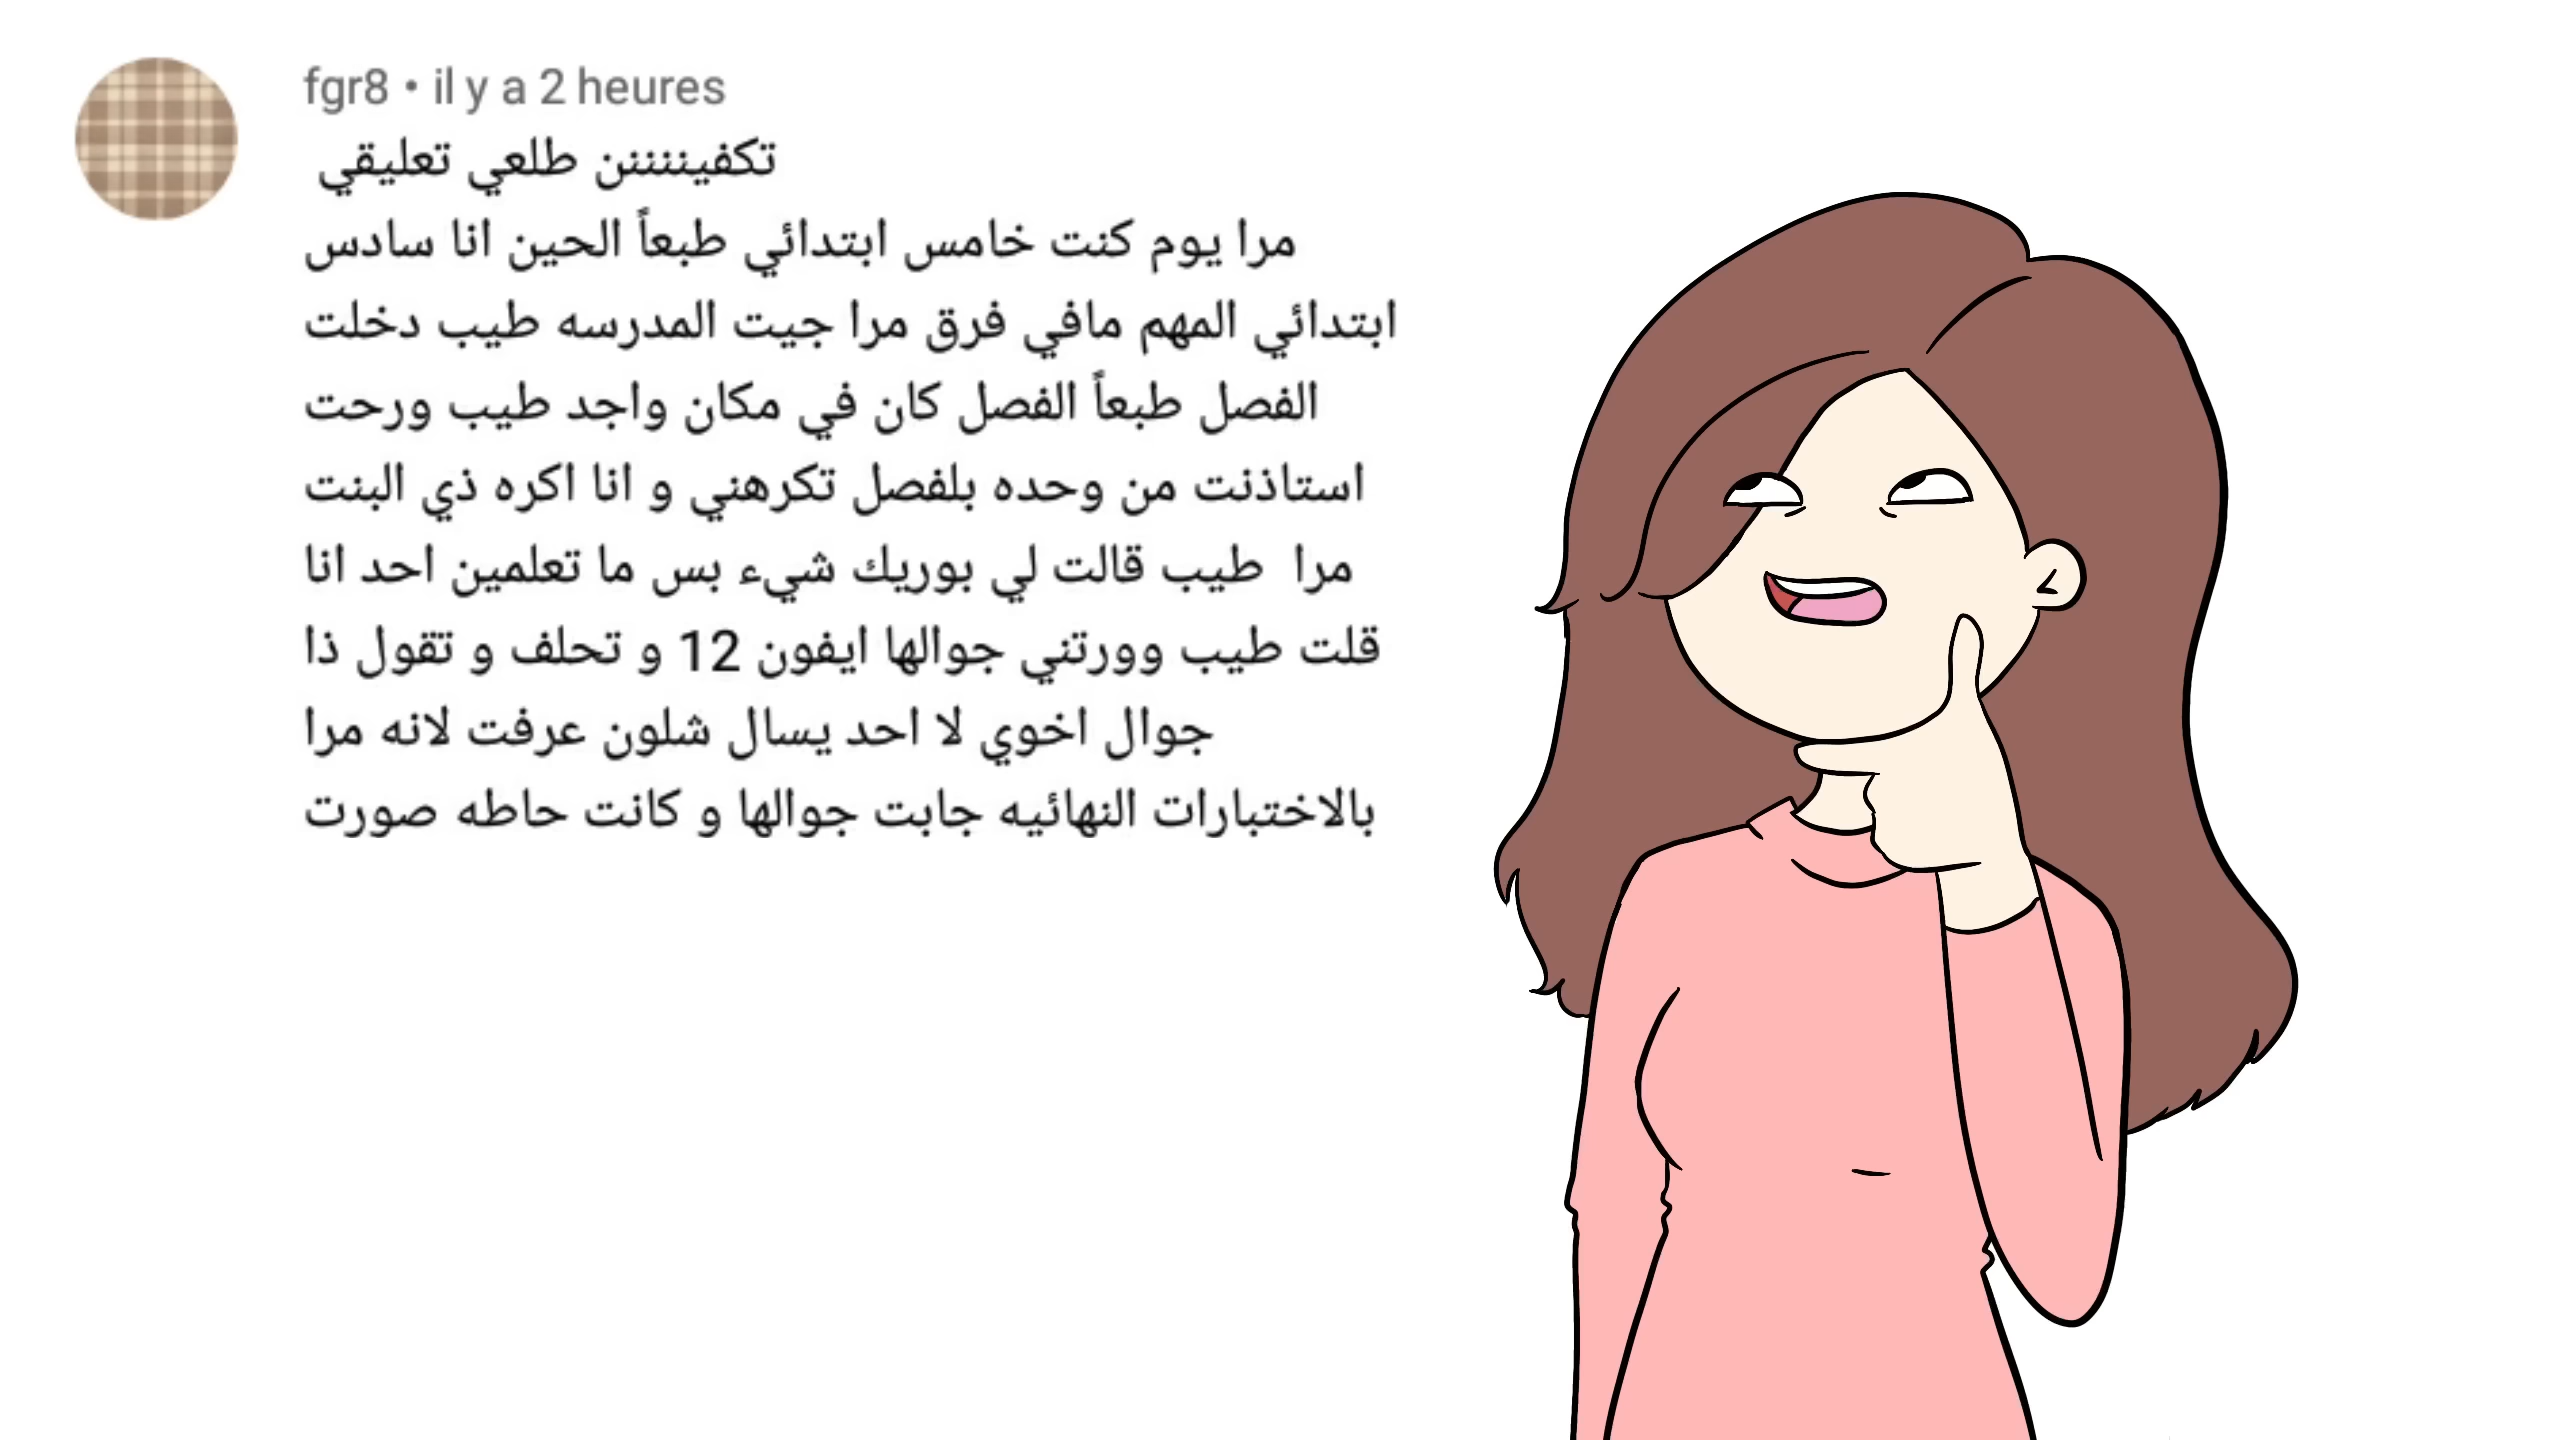 fgr8 • il y a 2 heures
تكفينننننن طلعي تعليقي
مرا يوم كنت خامس ابتدائي طبعاً الحين انا سادس
ابتدائي المهم مافي فرق مرا جيت المدرسه طيب دخلت
الفصل طبعاً الفصل كان في مكان واجد طيب ورحت
استاذنت من وحده بلفصل تكرهني و انا اكره ذي البنت
مرا طيب قالت لي بوريك شيء بس ما تعلمين احد انا
قلت طيب وورتني جوالها ايفون 12 و تحلف و تقول ذا
جوال اخوي لا احد يسال شلون عرفت لانه مرا
بالاختبارات النهائيه جابت جوالها و كانت حاطه صورت